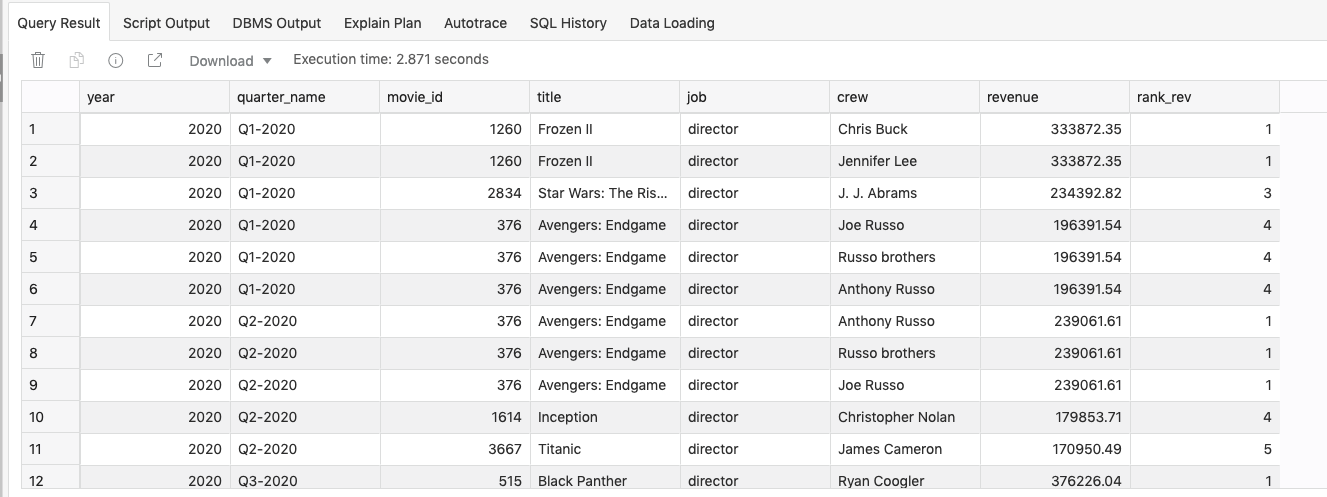 Query Result Script Output DBMS Output Explain Plan Autotrace SQL History Data Loading
Download Execution time: 2.871 seconds
year quarter_name movie_id title job crew revenue rank_rev
1 2020 Q1-2020 1260 Frozen II director Chris Buck 333872.35 1
2 2020 Q1-2020 1260 Frozen II director Jennifer Lee 333872.35 1
3 2020 Q1-2020 2834 Star Wars: The Ris... director J. J. Abrams 234392.82 3
4 2020 Q1-2020 376 Avengers: Endgame director Joe Russo 196391.54 4
5 2020 Q1-2020 376 Avengers: Endgame director Russo brothers 196391.54 4
6 2020 Q1-2020 376 Avengers: Endgame director Anthony Russo 196391.54 4
7 2020 Q2-2020 376 Avengers: Endgame director Anthony Russo 239061.61 1
8 2020 Q2-2020 376 Avengers: Endgame director Russo brothers 239061.61 1
9 2020 Q2-2020 376 Avengers: Endgame director Joe Russo 239061.61 1
10 2020 Q2-2020 1614 Inception director Christopher Nolan 179853.71 4
11 2020 Q2-2020 3667 Titanic director James Cameron 170950.49 5
12 2020 Q3-2020 515 Black Panther director Ryan Coogler 376226.04 1